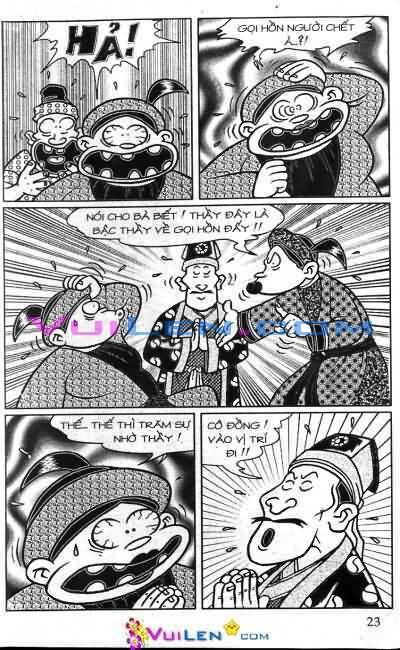 HẢ!
GỌI HỒN NGƯỜI CHẾT
Á...?!
NÓI CHO BÀ BIẾT! THẦY ĐÂY LÀ
BẬC THẦY VỀ GỌI HỒN ĐẤY!!
VUILEN.COM
THẾ... THẾ THÌ TRĂM SỰ
NHỜ THẦY!
CÔ ĐỒNG!
VÀO VỊ TRÍ
ĐI!!
23
VUILEN.COM